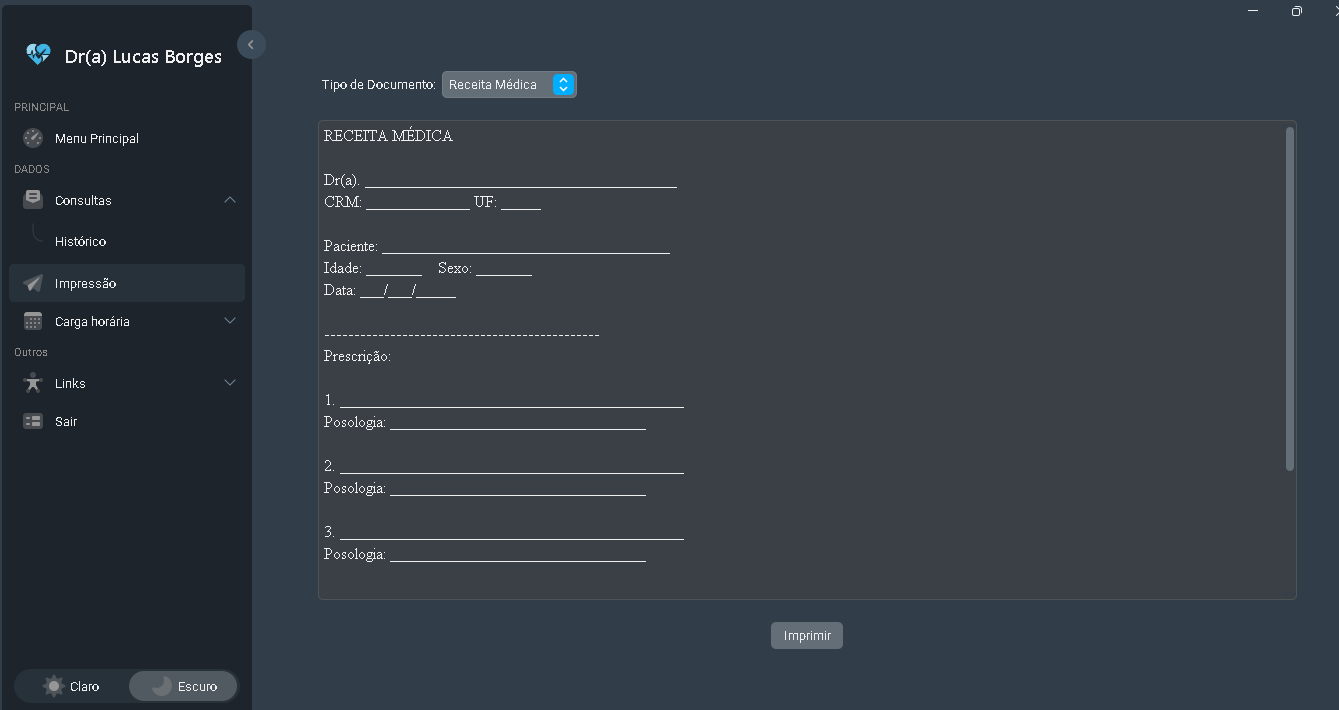 Dr(a) Lucas Borges
PRINCIPAL
Menu Principal
DADOS
Consultas
Histórico
Impressão
Carga horária
Outros
Links
Sair
Claro
Escuro
Tipo de Documento: Receita Médica
RECEITA MÉDICA
Dr(a). _______________________________________
CRM: _____________ UF: _____
Paciente: ____________________________________
Idade: _______ Sexo: _______
Data: ___/___/_____
----------------------------------------------
Prescrição:
1. ___________________________________________
Posologia: ________________________________
2. ___________________________________________
Posologia: ________________________________
3. ___________________________________________
Posologia: ________________________________
Imprimir